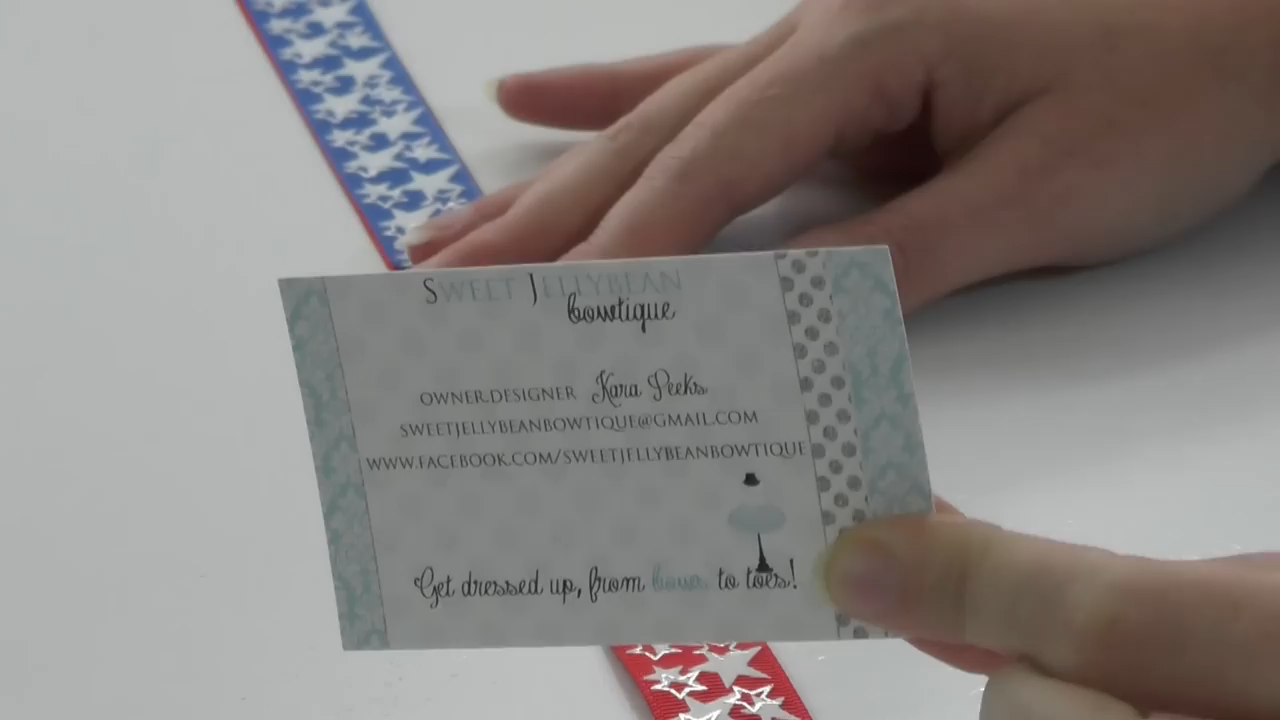 SWEET JELLYBEAN
bowtique
OWNER.DESIGNER Kara Peeks
SWEETJELLYBEANBOWTIQUE@GMAIL.COM
WWW.FACEBOOK.COM/SWEETJELLYBEANBOWTIQUE
Get dressed up, from bows to toes!